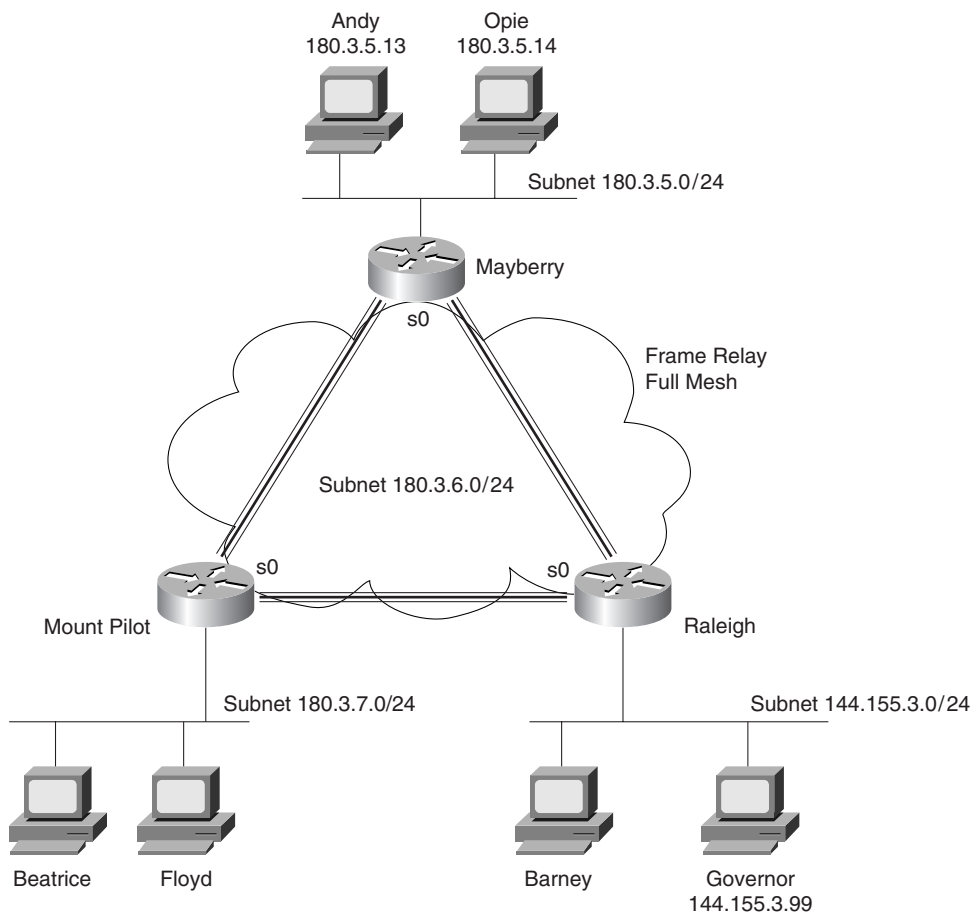 Andy
180.3.5.13
Opie
180.3.5.14
Subnet 180.3.5.0/24
Mayberry
s0
Frame Relay
Full Mesh
Subnet 180.3.6.0/24
s0
s0
Mount Pilot
Raleigh
Subnet 180.3.7.0/24
Subnet 144.155.3.0/24
Beatrice
Floyd
Barney
Governor
144.155.3.99